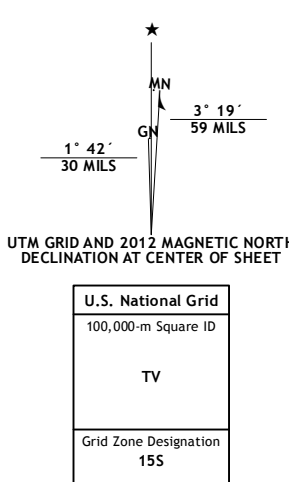 ★
MN
3° 19´
59 MILS
GN
1° 42´
30 MILS
UTM GRID AND 2012 MAGNETIC NORTH
DECLINATION AT CENTER OF SHEET
U.S. National Grid
100,000-m Square ID
TV
Grid Zone Designation
15S